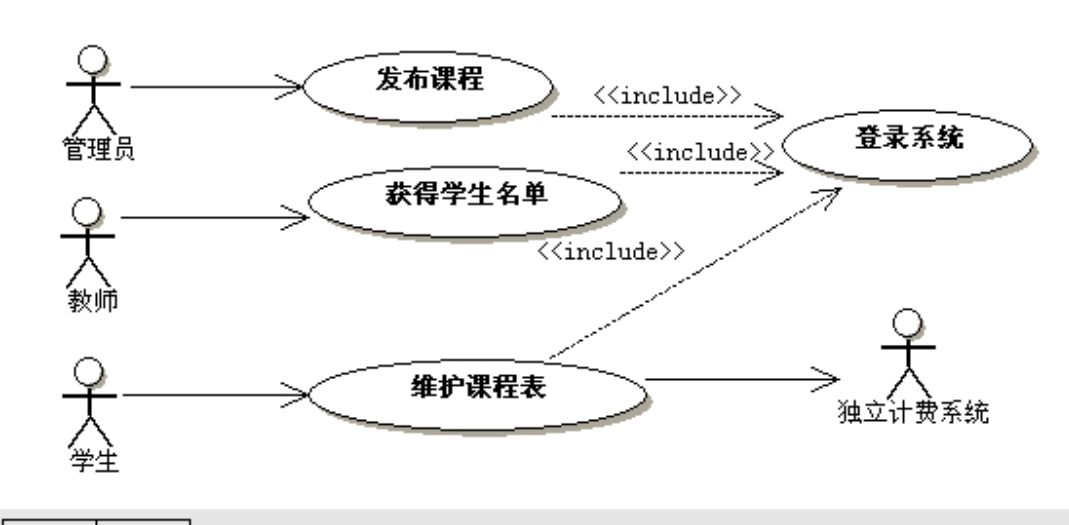 发布课程
<<include>>
登录系统
管理员
<<include>>
获得学生名单
<<include>>
教师
维护课程表
独立计费系统
学生